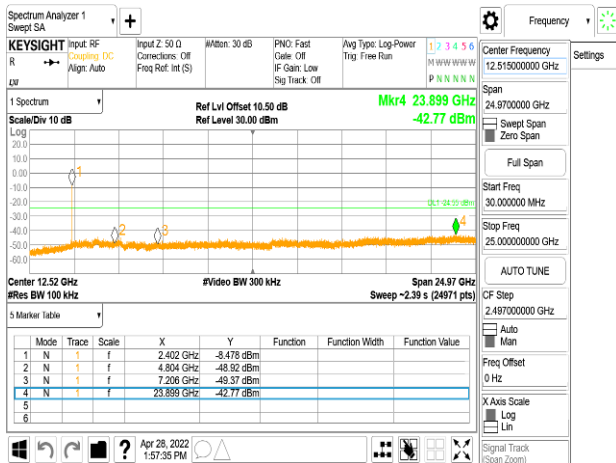 Spectrum Analyzer 1
Swept SA
+
Frequency
KEYSIGHT
R
Input: RF
Coupling: DC
Align: Auto
Input Z: 50 Ω
Corrections: Off
Freq Ref: Int (S)
#Atten: 30 dB
PNO: Fast
Gate: Off
IF Gain: Low
Sig Track: Off
Avg Type: Log-Power
Trig: Free Run
1 2 3 4 5 6
M W W W W W
P N N N N N
1 Spectrum
Scale/Div 10 dB
Ref Lvl Offset 10.50 dB
Ref Level 30.00 dBm
Mkr4 23.899 GHz
-42.77 dBm
Log
20.0
10.0
0.00
-10.0
-20.0
-30.0
-40.0
-50.0
-60.0
1
2
3
4
Center 12.52 GHz
#Res BW 100 kHz
#Video BW 300 kHz
Span 24.97 GHz
Sweep ~2.39 s (24971 pts)
5 Marker Table
Mode Trace Scale X Y Function Function Width Function Value
1 N 1 f 2.402 GHz -8.478 dBm
2 N 1 f 4.804 GHz -48.92 dBm
3 N 1 f 7.206 GHz -49.37 dBm
4 N 1 f 23.899 GHz -42.77 dBm
5
6
?
Apr 28, 2022
1:57:35 PM
Center Frequency
12.515000000 GHz
Span
24.9700000 GHz
Swept Span
Zero Span
Full Span
Start Freq
30.000000 MHz
Stop Freq
25.000000000 GHz
AUTO TUNE
CF Step
2.497000000 GHz
Auto
Man
Freq Offset
0 Hz
X Axis Scale
Log
Lin
Signal Track
(Span Zoom)
Settings